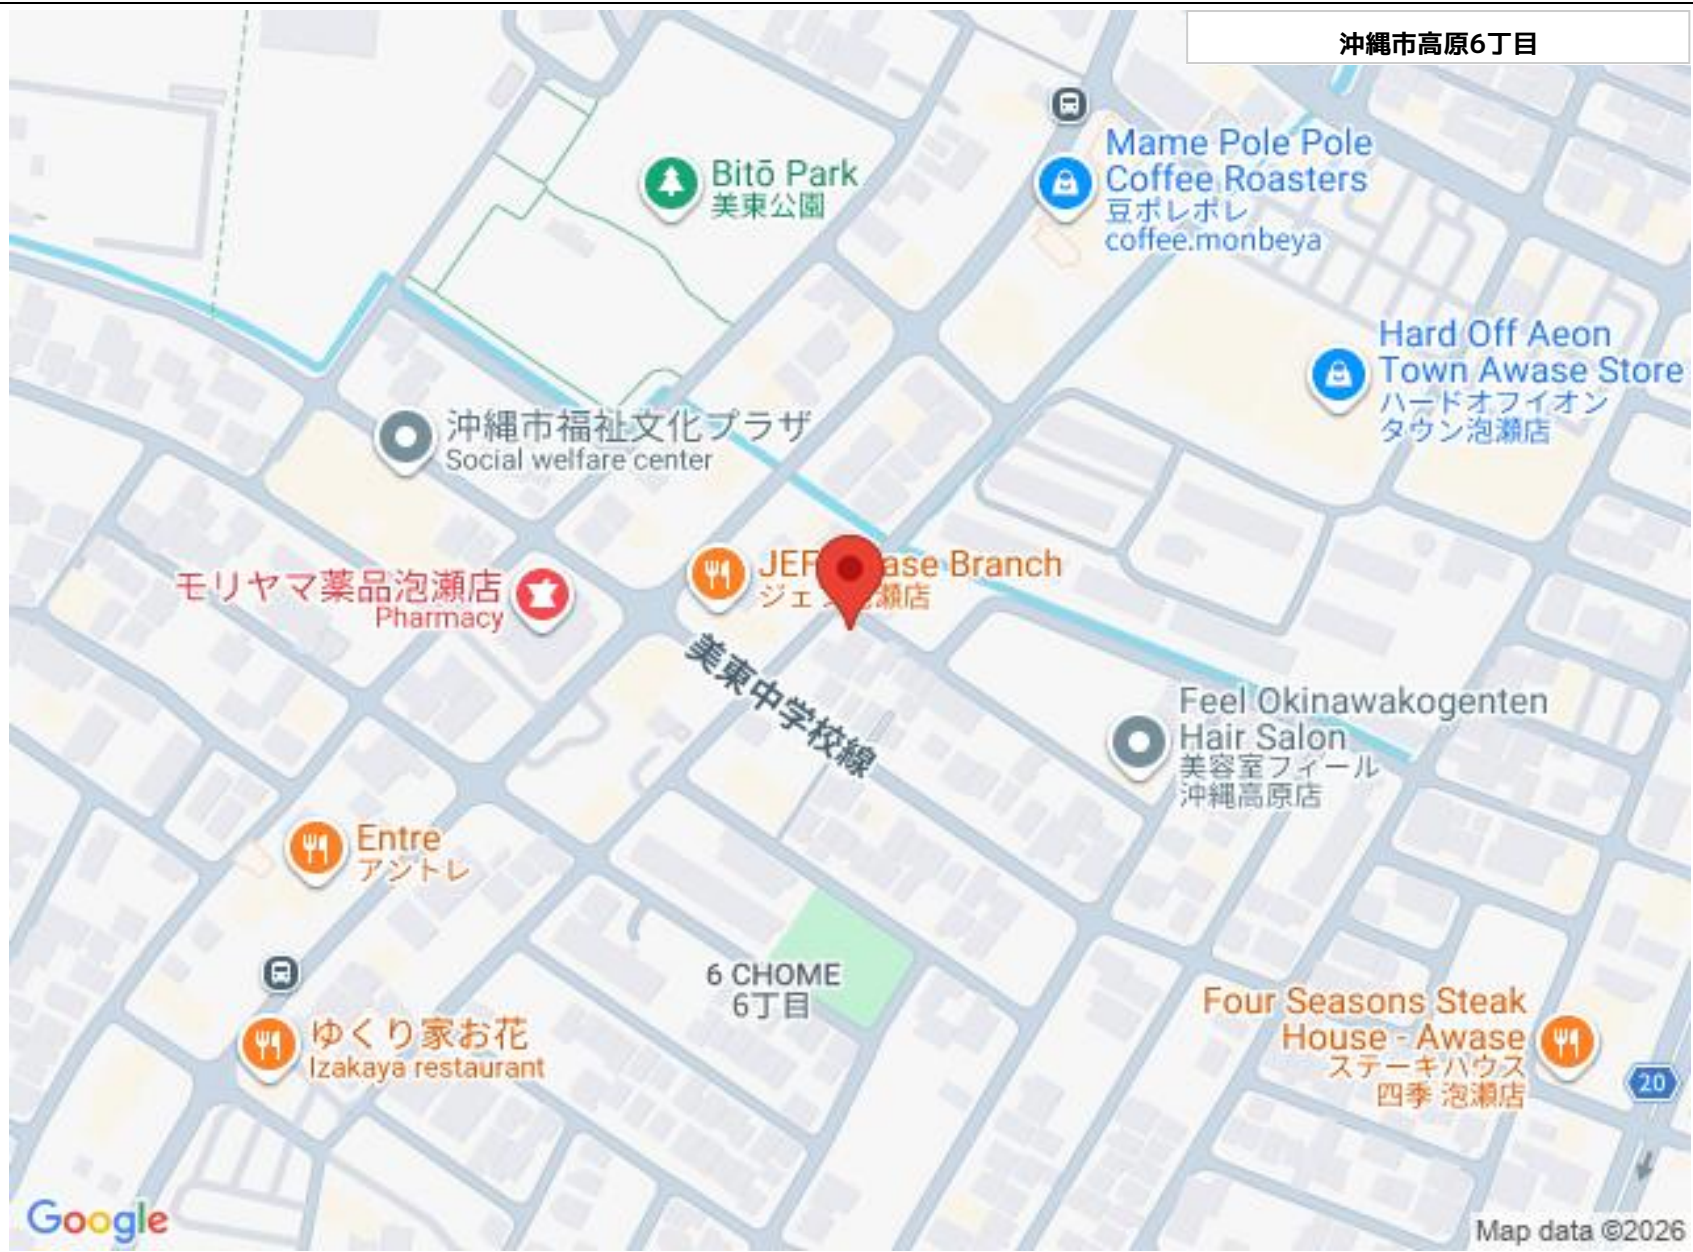 沖縄市高原6丁目
Mame Pole Pole
Coffee Roasters
豆ポレポレ
coffee.monbeya
Bitō Park
美東公園
Hard Off Aeon
Town Awase Store
ハードオフイオン
タウン泡瀬店
沖縄市福祉文化プラザ
Social welfare center
モリヤマ薬品泡瀬店
Pharmacy
JEF ase Branch
ジェ 瀬店
美東中学校線
Feel Okinawakogenten
Hair Salon
美容室フィール
沖縄高原店
Entre
アントレ
6 CHOME
6丁目
ゆくり家お花
Izakaya restaurant
Four Seasons Steak
House - Awase
ステーキハウス
四季 泡瀬店
20
Google
Map data ©2026